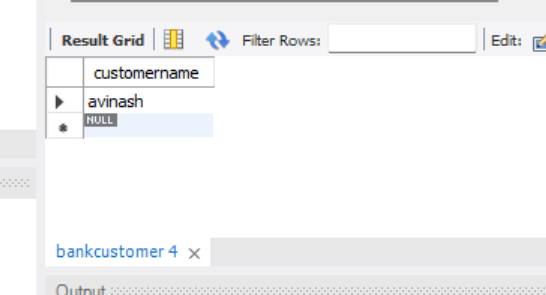 Result Grid Filter Rows: Edit:
customername
avinash
NULL
bankcustomer 4
Output